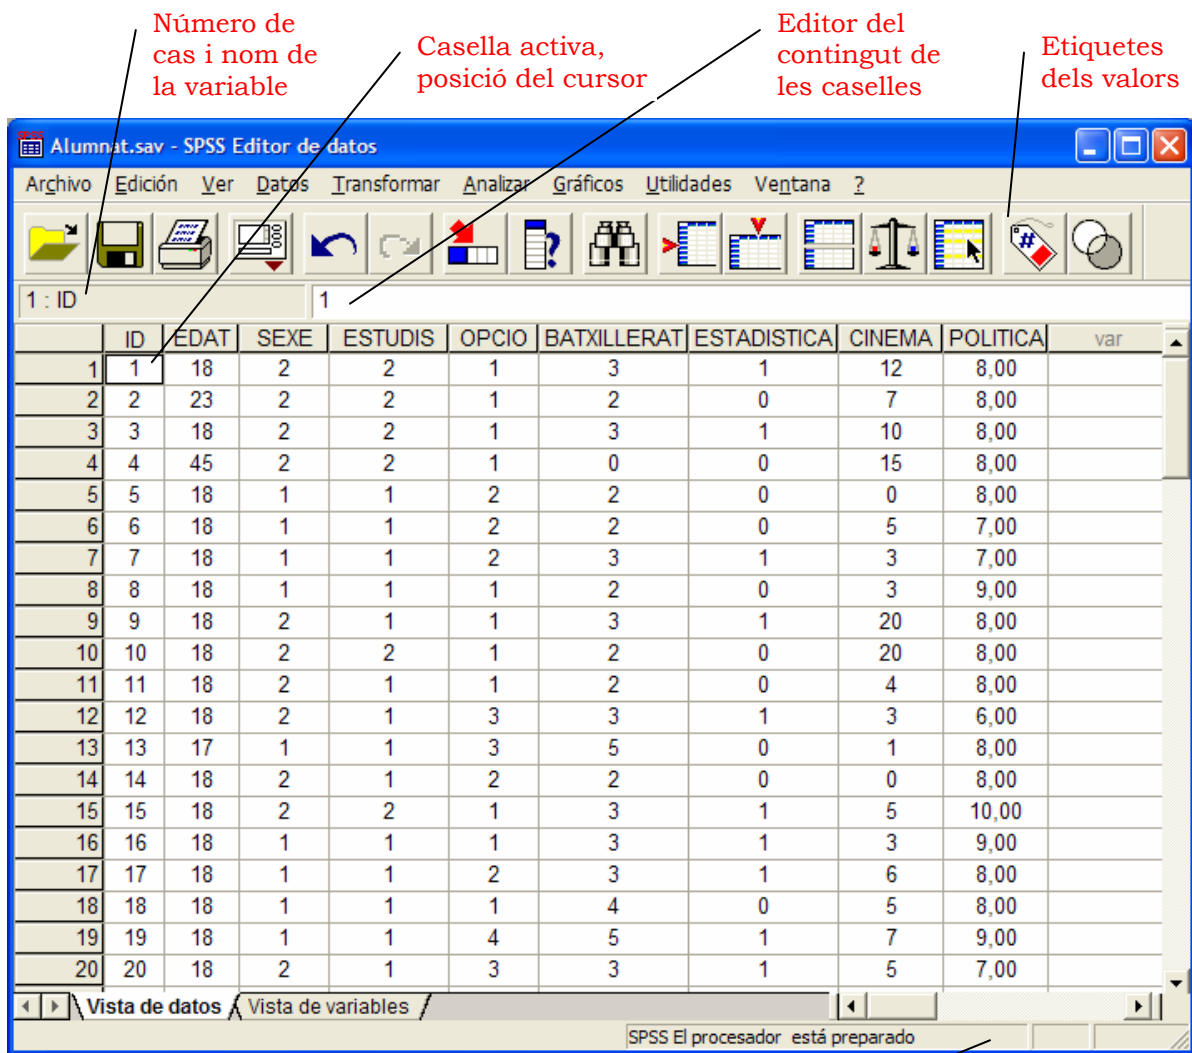 Número de
cas i nom de
la variable
Casella activa,
posició del cursor
Editor del
contingut de
les caselles
Etiquetes
dels valors
Alumnat.sav - SPSS Editor de datos
Archivo Edición Ver Datos Transformar Analizar Gráficos Utilidades Ventana ?
1 : ID 1
ID EDAT SEXE ESTUDIS OPCIO BATXILLERAT ESTADISTICA CINEMA POLITICA var
1 1 18 2 2 1 3 1 12 8,00
2 2 23 2 2 1 2 0 7 8,00
3 3 18 2 2 1 3 1 10 8,00
4 4 45 2 2 1 0 0 15 8,00
5 5 18 1 1 2 2 0 0 8,00
6 6 18 1 1 2 2 0 5 7,00
7 7 18 1 1 2 3 1 3 7,00
8 8 18 1 1 1 2 0 3 9,00
9 9 18 2 1 1 3 1 20 8,00
10 10 18 2 2 1 2 0 20 8,00
11 11 18 2 1 1 2 0 4 8,00
12 12 18 2 1 3 3 1 3 6,00
13 13 17 1 1 3 5 0 1 8,00
14 14 18 2 1 2 2 0 0 8,00
15 15 18 2 2 1 3 1 5 10,00
16 16 18 1 1 1 3 1 3 9,00
17 17 18 1 1 2 3 1 6 8,00
18 18 18 1 1 1 4 0 5 8,00
19 19 18 1 1 4 5 1 7 9,00
20 20 18 2 1 3 3 1 5 7,00
Vista de datos Vista de variables
SPSS El procesador está preparado